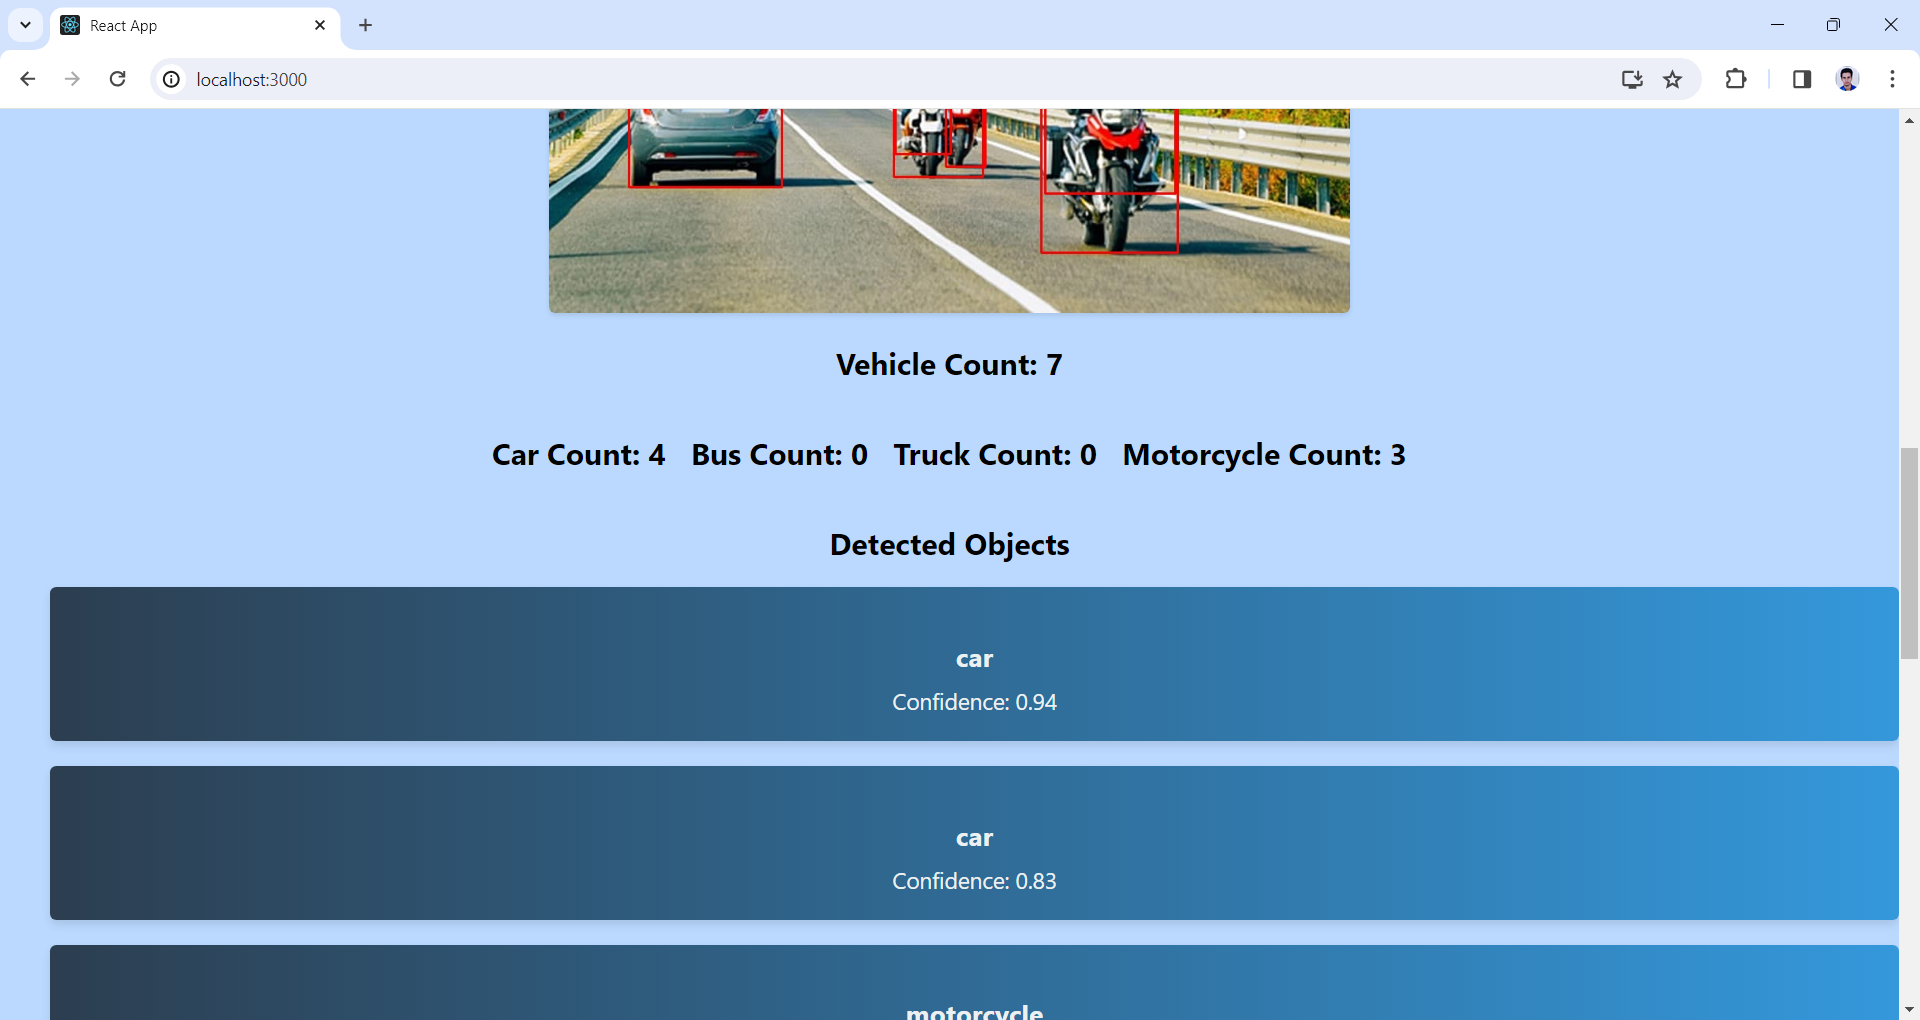 React App
localhost:3000
Vehicle Count: 7
Car Count: 4 Bus Count: 0 Truck Count: 0 Motorcycle Count: 3
Detected Objects
car
Confidence: 0.94
car
Confidence: 0.83
motorcycle